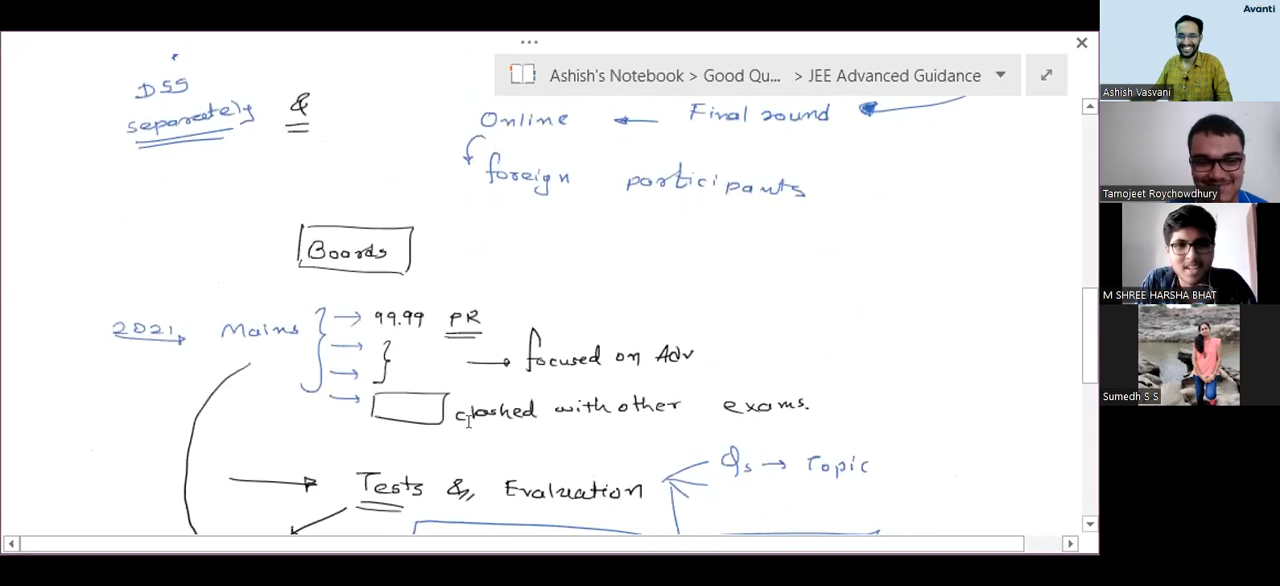 Avanti
...
Ashish's Notebook > Good Qu... > JEE Advanced Guidance
DSS
separately &
Online ← Final round
foreign participants
Boards
2021 Mains → 99.99 PR
→
→ → focused on Adv
→ clashed with other exams.
→ Tests & Evaluation Qs → Topic
Ashish Vasvani
Tamojeet Roychowdhury
M SHREE HARSHA BHAT
Sumedh S S